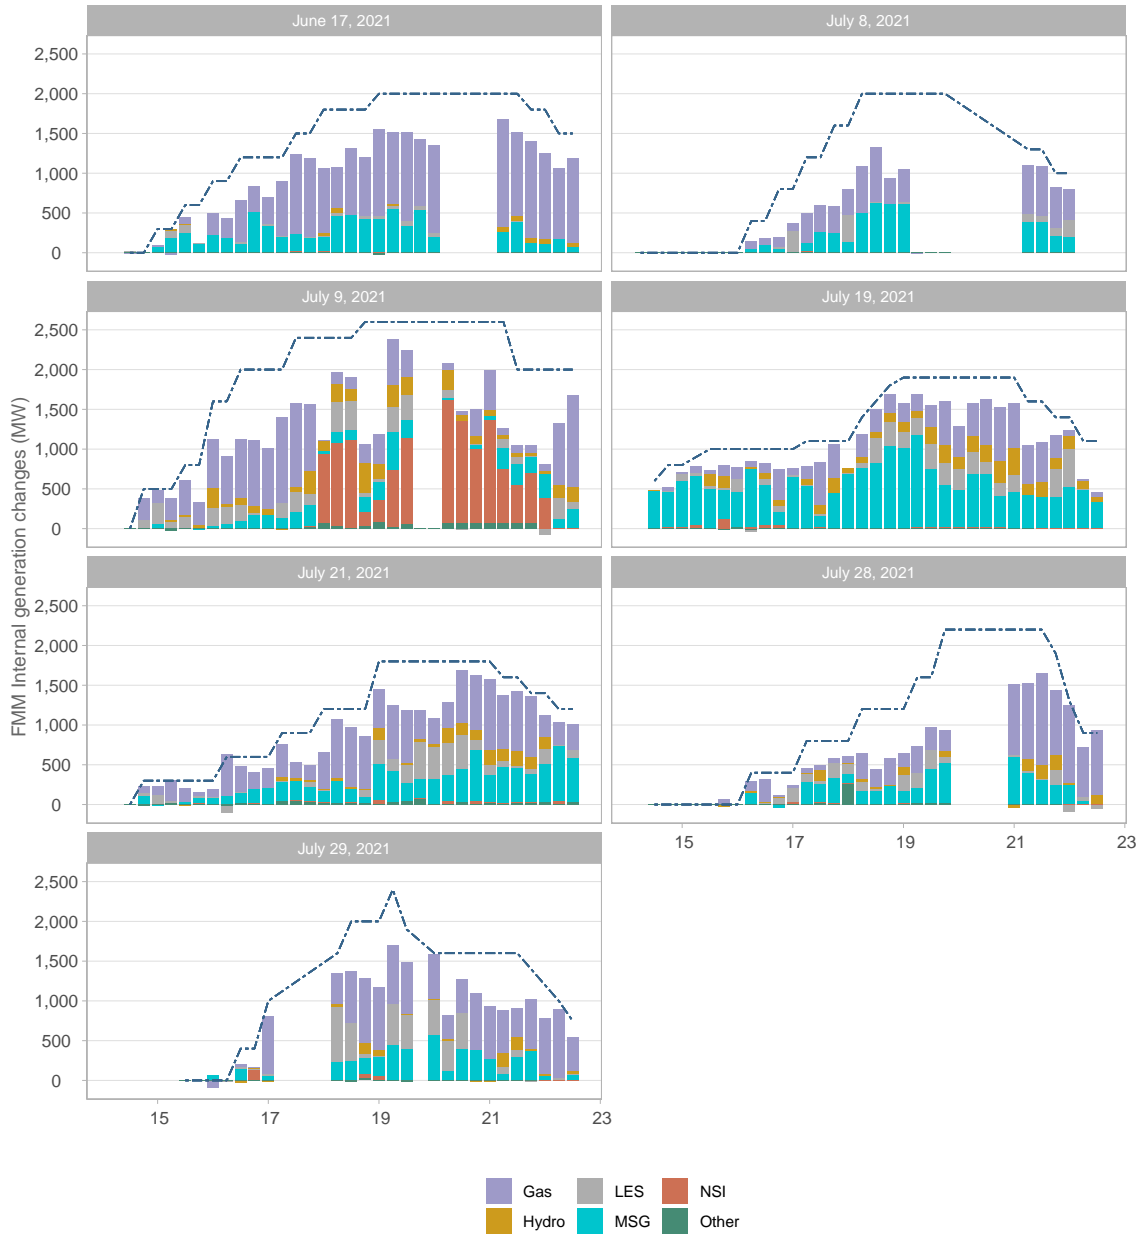 June 17, 2021
July 8, 2021
2,500
2,000
1,500
1,000
500
0
July 9, 2021
July 19, 2021
2,500
2,000
1,500
1,000
500
0
FMM Internal generation changes (MW)
July 21, 2021
July 28, 2021
2,500
2,000
1,500
1,000
500
0
15 17 19 21 23
July 29, 2021
2,500
2,000
1,500
1,000
500
0
15 17 19 21 23
Gas LES NSI
Hydro MSG Other